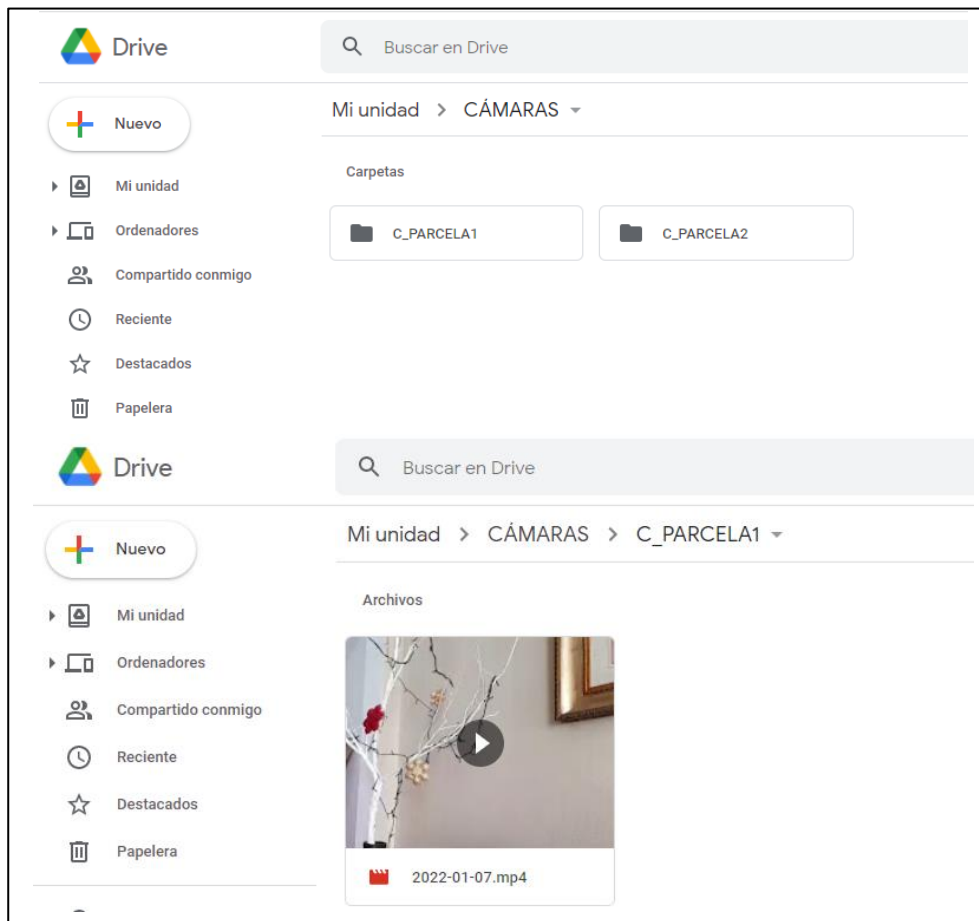 Drive
Buscar en Drive
Mi unidad > CÁMARAS
Nuevo
Carpetas
Mi unidad
C_PARCELA1
C_PARCELA2
Ordenadores
Compartido conmigo
Reciente
Destacados
Papelera
Drive
Buscar en Drive
Mi unidad > CÁMARAS > C_PARCELA1
Nuevo
Archivos
Mi unidad
Ordenadores
Compartido conmigo
Reciente
Destacados
Papelera
2022-01-07.mp4